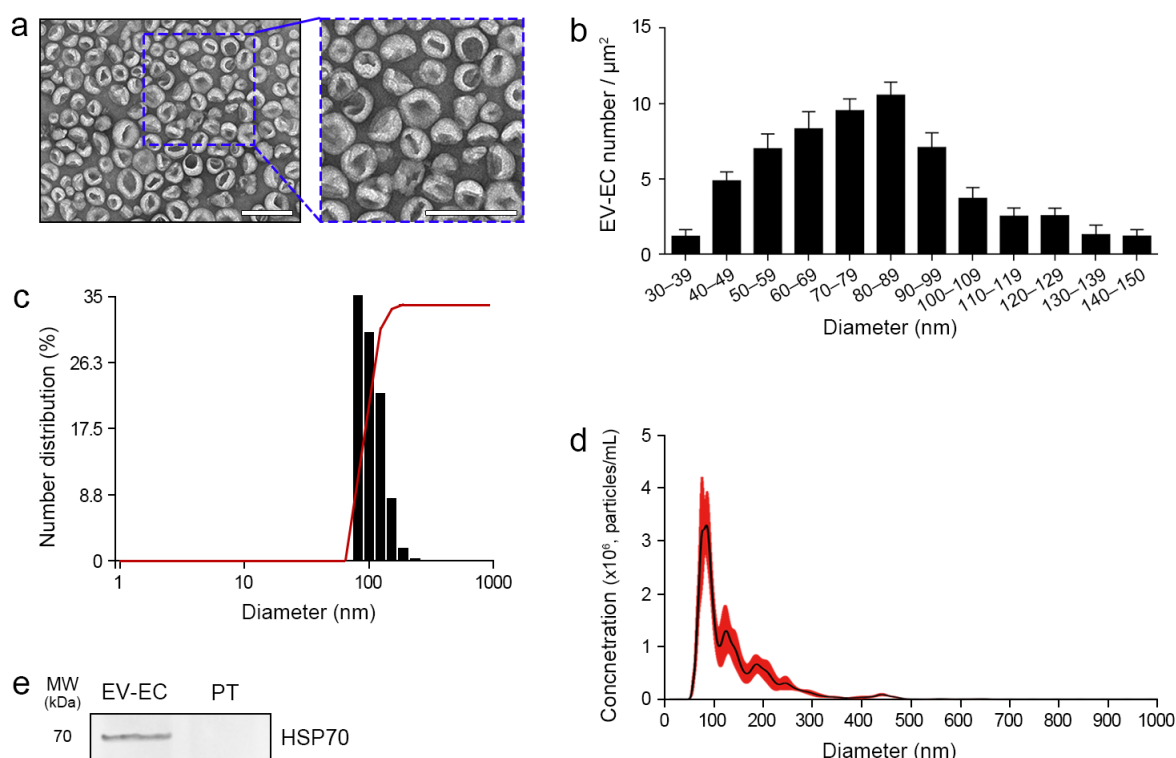 a
b
EV-EC number / µm²
15
10
5
0
30–39
40–49
50–59
60–69
70–79
80–89
90–99
100–109
110–119
120–129
130–139
140–150
Diameter (nm)
c
Number distribution (%)
35
26.3
17.5
8.8
0
1
10
100
1000
Diameter (nm)
d
Concnetration (x10⁶, particles/mL)
5
4
3
2
1
0
0
100
200
300
400
500
600
700
800
900
1000
Diameter (nm)
e
MW
(kDa)
EV-EC
PT
70
HSP70